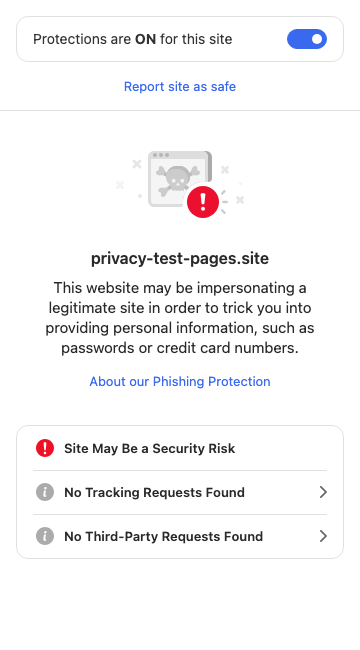 Protections are ON for this site
Report site as safe
privacy-test-pages.site
This website may be impersonating a
legitimate site in order to trick you into
providing personal information, such as
passwords or credit card numbers.
About our Phishing Protection
Site May Be a Security Risk
No Tracking Requests Found
No Third-Party Requests Found